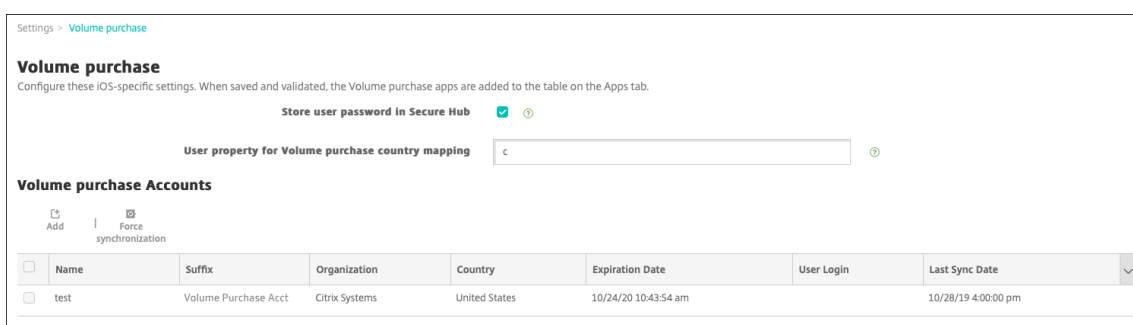 Settings > Volume purchase
Volume purchase
Configure these iOS-specific settings. When saved and validated, the Volume purchase apps are added to the table on the Apps tab.
Store user password in Secure Hub ?
User property for Volume purchase country mapping c ?
Volume purchase Accounts
Add | Force
synchronization
Name Suffix Organization Country Expiration Date User Login Last Sync Date
test Volume Purchase Acct Citrix Systems United States 10/24/20 10:43:54 am 10/28/19 4:00:00 pm